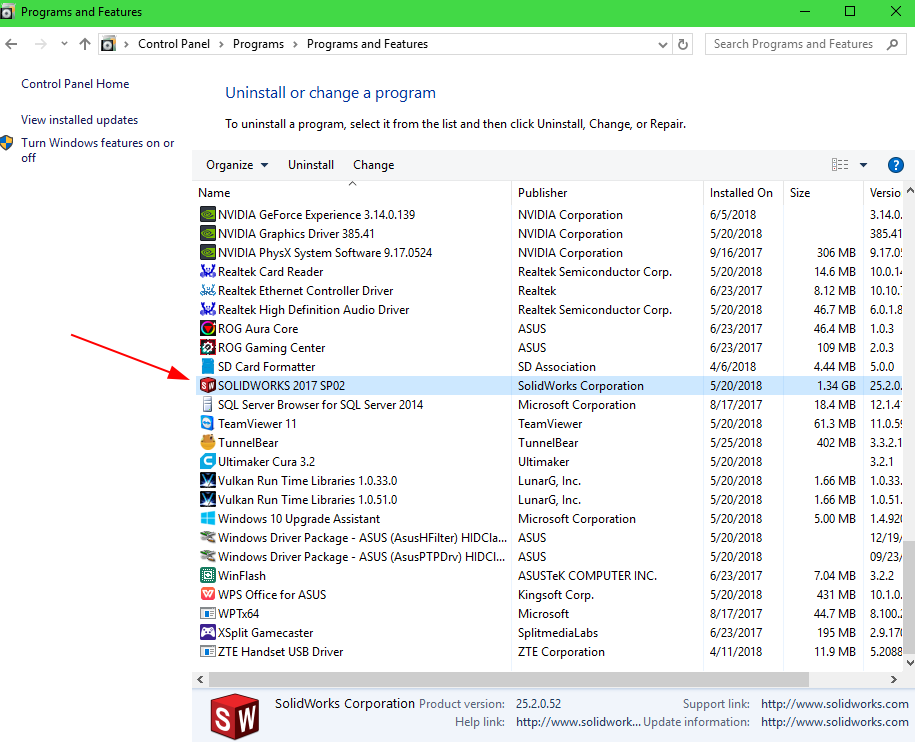 Programs and Features
Control Panel > Programs > Programs and Features
Search Programs and Features
Control Panel Home
View installed updates
Turn Windows features on or
off
Uninstall or change a program
To uninstall a program, select it from the list and then click Uninstall, Change, or Repair.
Organize Uninstall Change
Name Publisher Installed On Size Versio
NVIDIA GeForce Experience 3.14.0.139 NVIDIA Corporation 6/5/2018 3.14.0.
NVIDIA Graphics Driver 385.41 NVIDIA Corporation 5/20/2018 385.41
NVIDIA PhysX System Software 9.17.0524 NVIDIA Corporation 9/16/2017 306 MB 9.17.05
Realtek Card Reader Realtek Semiconductor Corp. 5/20/2018 14.6 MB 10.0.14
Realtek Ethernet Controller Driver Realtek 6/23/2017 8.12 MB 10.10.
Realtek High Definition Audio Driver Realtek Semiconductor Corp. 5/20/2018 46.7 MB 6.0.1.8
ROG Aura Core ASUS 6/23/2017 46.4 MB 1.0.3
ROG Gaming Center ASUS 6/23/2017 109 MB 2.0.3
SD Card Formatter SD Association 4/6/2018 4.44 MB 5.0.0
SOLIDWORKS 2017 SP02 SolidWorks Corporation 5/20/2018 1.34 GB 25.2.0.
SQL Server Browser for SQL Server 2014 Microsoft Corporation 8/17/2017 18.4 MB 12.1.4
TeamViewer 11 TeamViewer 5/20/2018 61.3 MB 11.0.59
TunnelBear TunnelBear 5/25/2018 402 MB 3.3.2.1
Ultimaker Cura 3.2 Ultimaker 5/20/2018 3.2.1
Vulkan Run Time Libraries 1.0.33.0 LunarG, Inc. 5/20/2018 1.66 MB 1.0.33.
Vulkan Run Time Libraries 1.0.51.0 LunarG, Inc. 5/20/2018 1.66 MB 1.0.51.
Windows 10 Upgrade Assistant Microsoft Corporation 5/20/2018 5.00 MB 1.4.920
Windows Driver Package - ASUS (AsusHFilter) HIDCla... ASUS 5/20/2018 12/19/
Windows Driver Package - ASUS (AsusPTPDrv) HIDCl... ASUS 5/20/2018 09/23/
WinFlash ASUSTeK COMPUTER INC. 6/23/2017 7.04 MB 3.2.2
WPS Office for ASUS Kingsoft Corp. 5/20/2018 431 MB 10.1.0.
WPTx64 Microsoft 8/17/2017 44.7 MB 8.100.2
XSplit Gamecaster SplitmediaLabs 6/23/2017 195 MB 2.9.170
ZTE Handset USB Driver ZTE Corporation 4/11/2018 11.9 MB 5.2088
SolidWorks Corporation Product version: 25.2.0.52 Support link: http://www.solidworks.com
Help link: http://www.solidwork... Update information: http://www.solidworks.com
SW